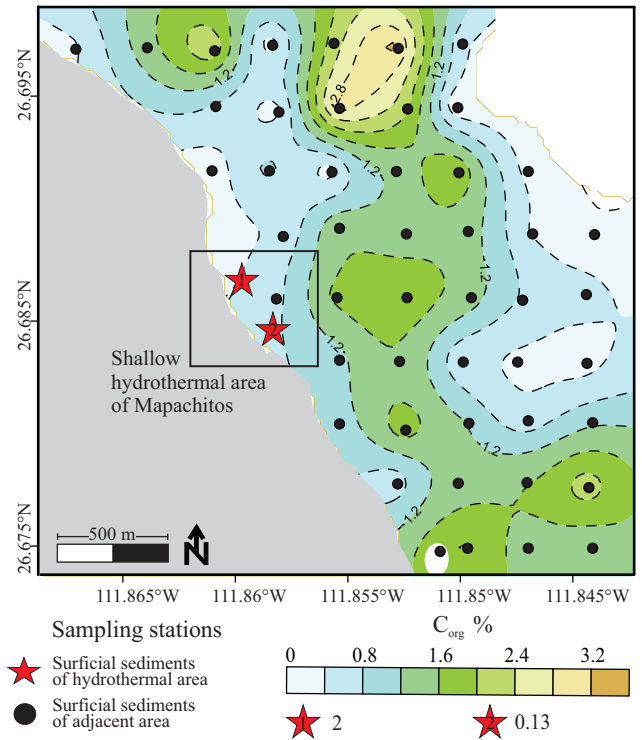 26.695°N
26.685°N
26.675°N
1.2
2.8
1.2
1.2
1.2
1.2
1.2
1.2
1
2
Shallow
hydrothermal area
of Mapachitos
500 m
N
111.865°W 111.86°W 111.855°W 111.85°W 111.845°W
Sampling stations
Surficial sediments
of hydrothermal area
Surficial sediments
of adjacent area
Corg %
0 0.8 1.6 2.4 3.2
1 2
2 0.13